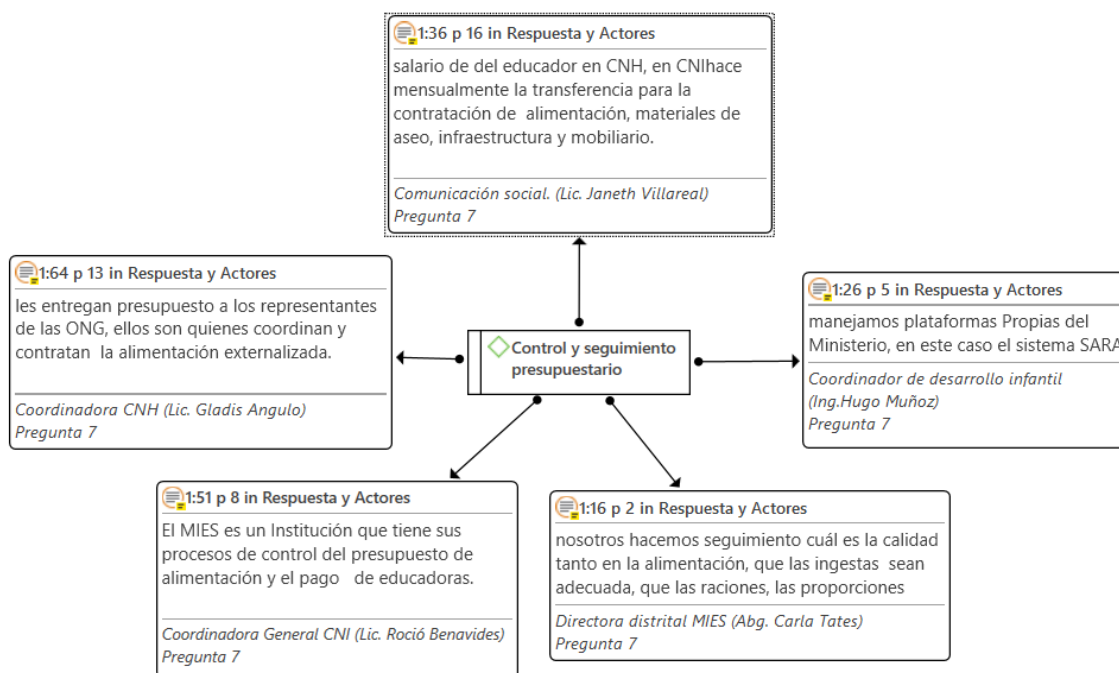 1:36 p 16 in Respuesta y Actores
salario de del educador en CNH, en CNIhace
mensualmente la transferencia para la
contratación de alimentación, materiales de
aseo, infraestructura y mobiliario.
Comunicación social. (Lic. Janeth Villareal)
Pregunta 7
1:64 p 13 in Respuesta y Actores
les entregan presupuesto a los representantes
de las ONG, ellos son quienes coordinan y
contratan la alimentación externalizada.
Coordinadora CNH (Lic. Gladis Angulo)
Pregunta 7
Control y seguimiento
presupuestario
1:26 p 5 in Respuesta y Actores
manejamos plataformas Propias del
Ministerio, en este caso el sistema SARA
Coordinador de desarrollo infantil
(Ing.Hugo Muñoz)
Pregunta 7
1:51 p 8 in Respuesta y Actores
El MIES es un Institución que tiene sus
procesos de control del presupuesto de
alimentación y el pago de educadoras.
Coordinadora General CNI (Lic. Roció Benavides)
Pregunta 7
1:16 p 2 in Respuesta y Actores
nosotros hacemos seguimiento cuál es la calidad
tanto en la alimentación, que las ingestas sean
adecuada, que las raciones, las proporciones
Directora distrital MIES (Abg. Carla Tates)
Pregunta 7